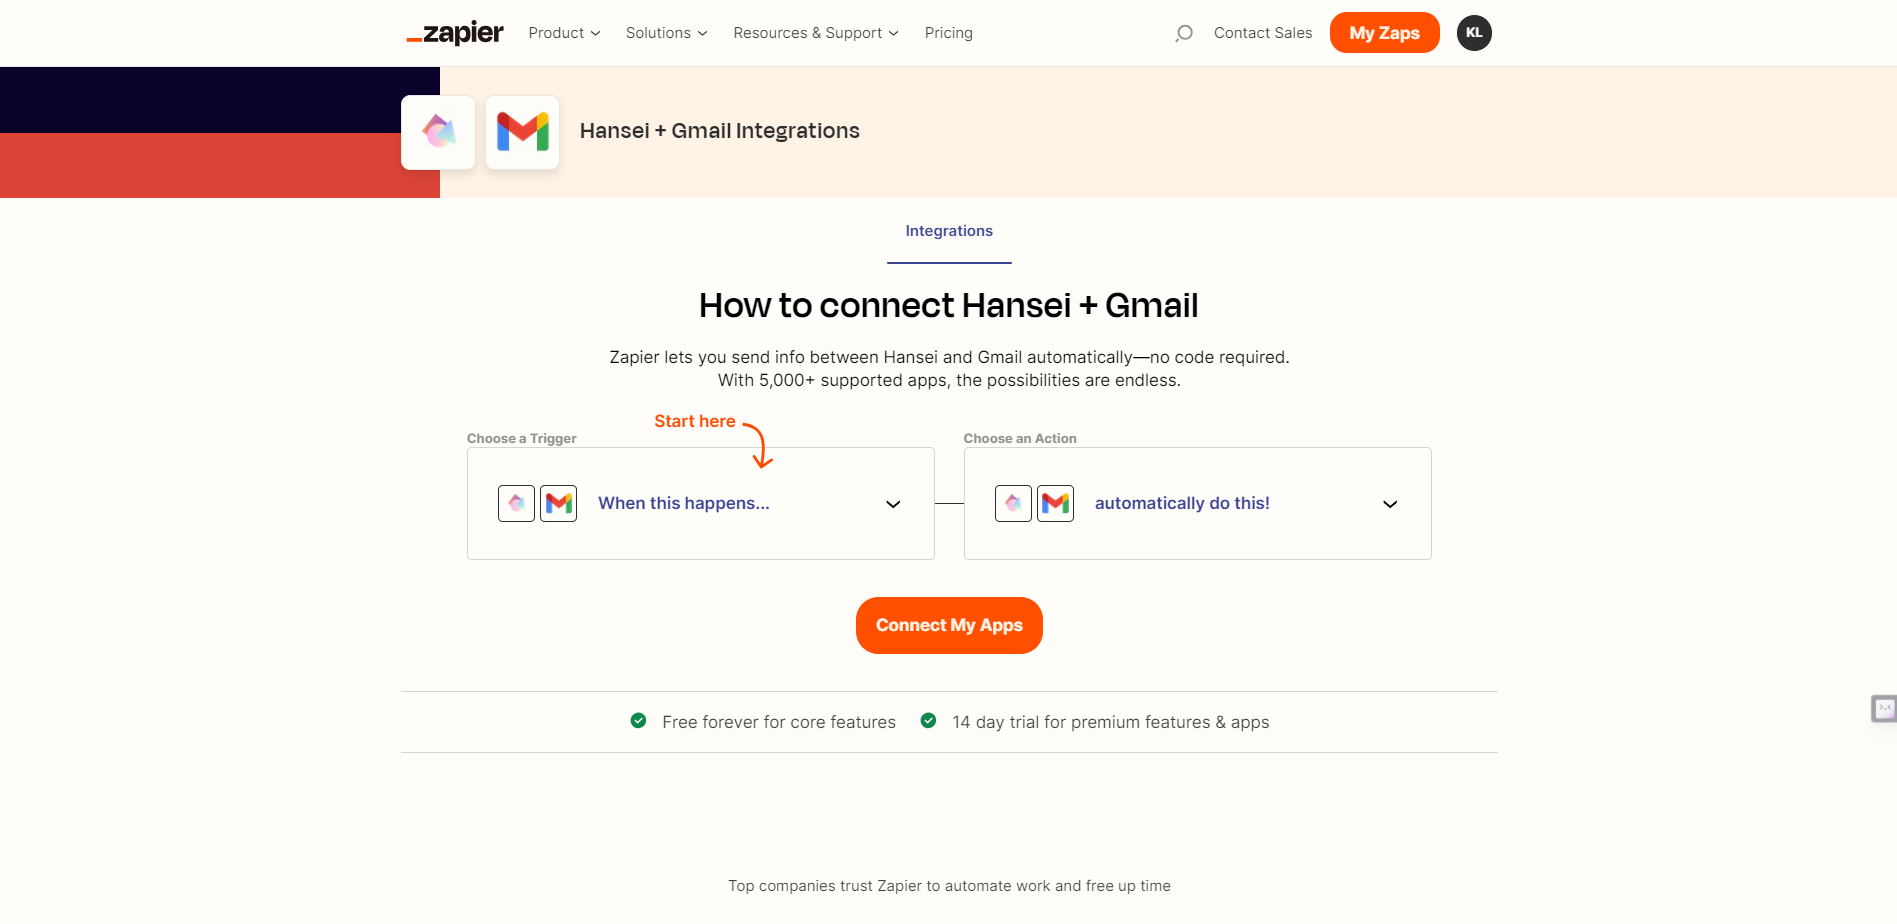 zapier
Product
Solutions
Resources & Support
Pricing
Contact Sales
My Zaps
KL
Hansei + Gmail Integrations
Integrations
How to connect Hansei + Gmail
Zapier lets you send info between Hansei and Gmail automatically—no code required.
With 5,000+ supported apps, the possibilities are endless.
Start here
Choose a Trigger
When this happens...
Choose an Action
automatically do this!
Connect My Apps
Free forever for core features
14 day trial for premium features & apps
Top companies trust Zapier to automate work and free up time